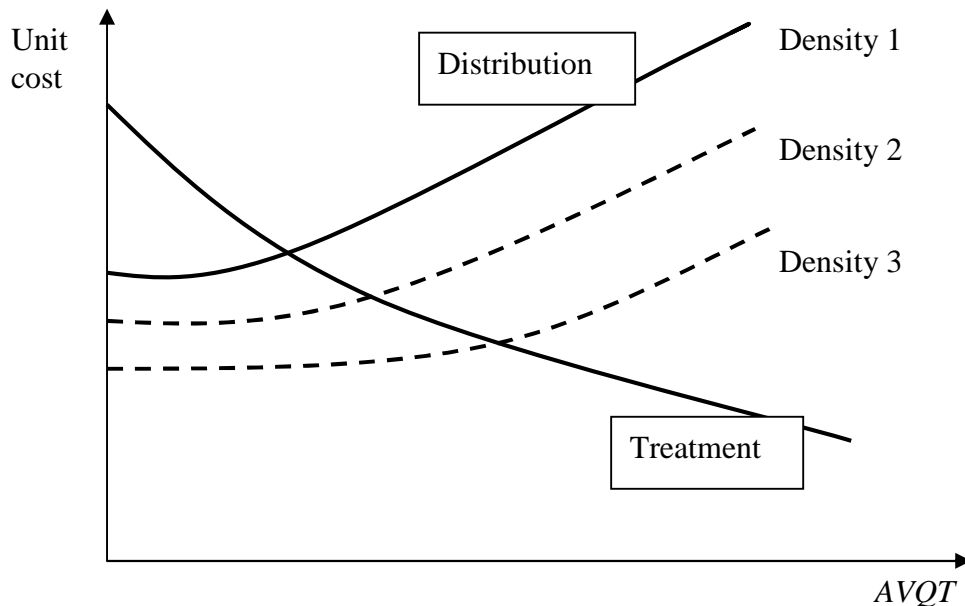 Unit
cost
Distribution
Density 1
Density 2
Density 3
Treatment
AVQT